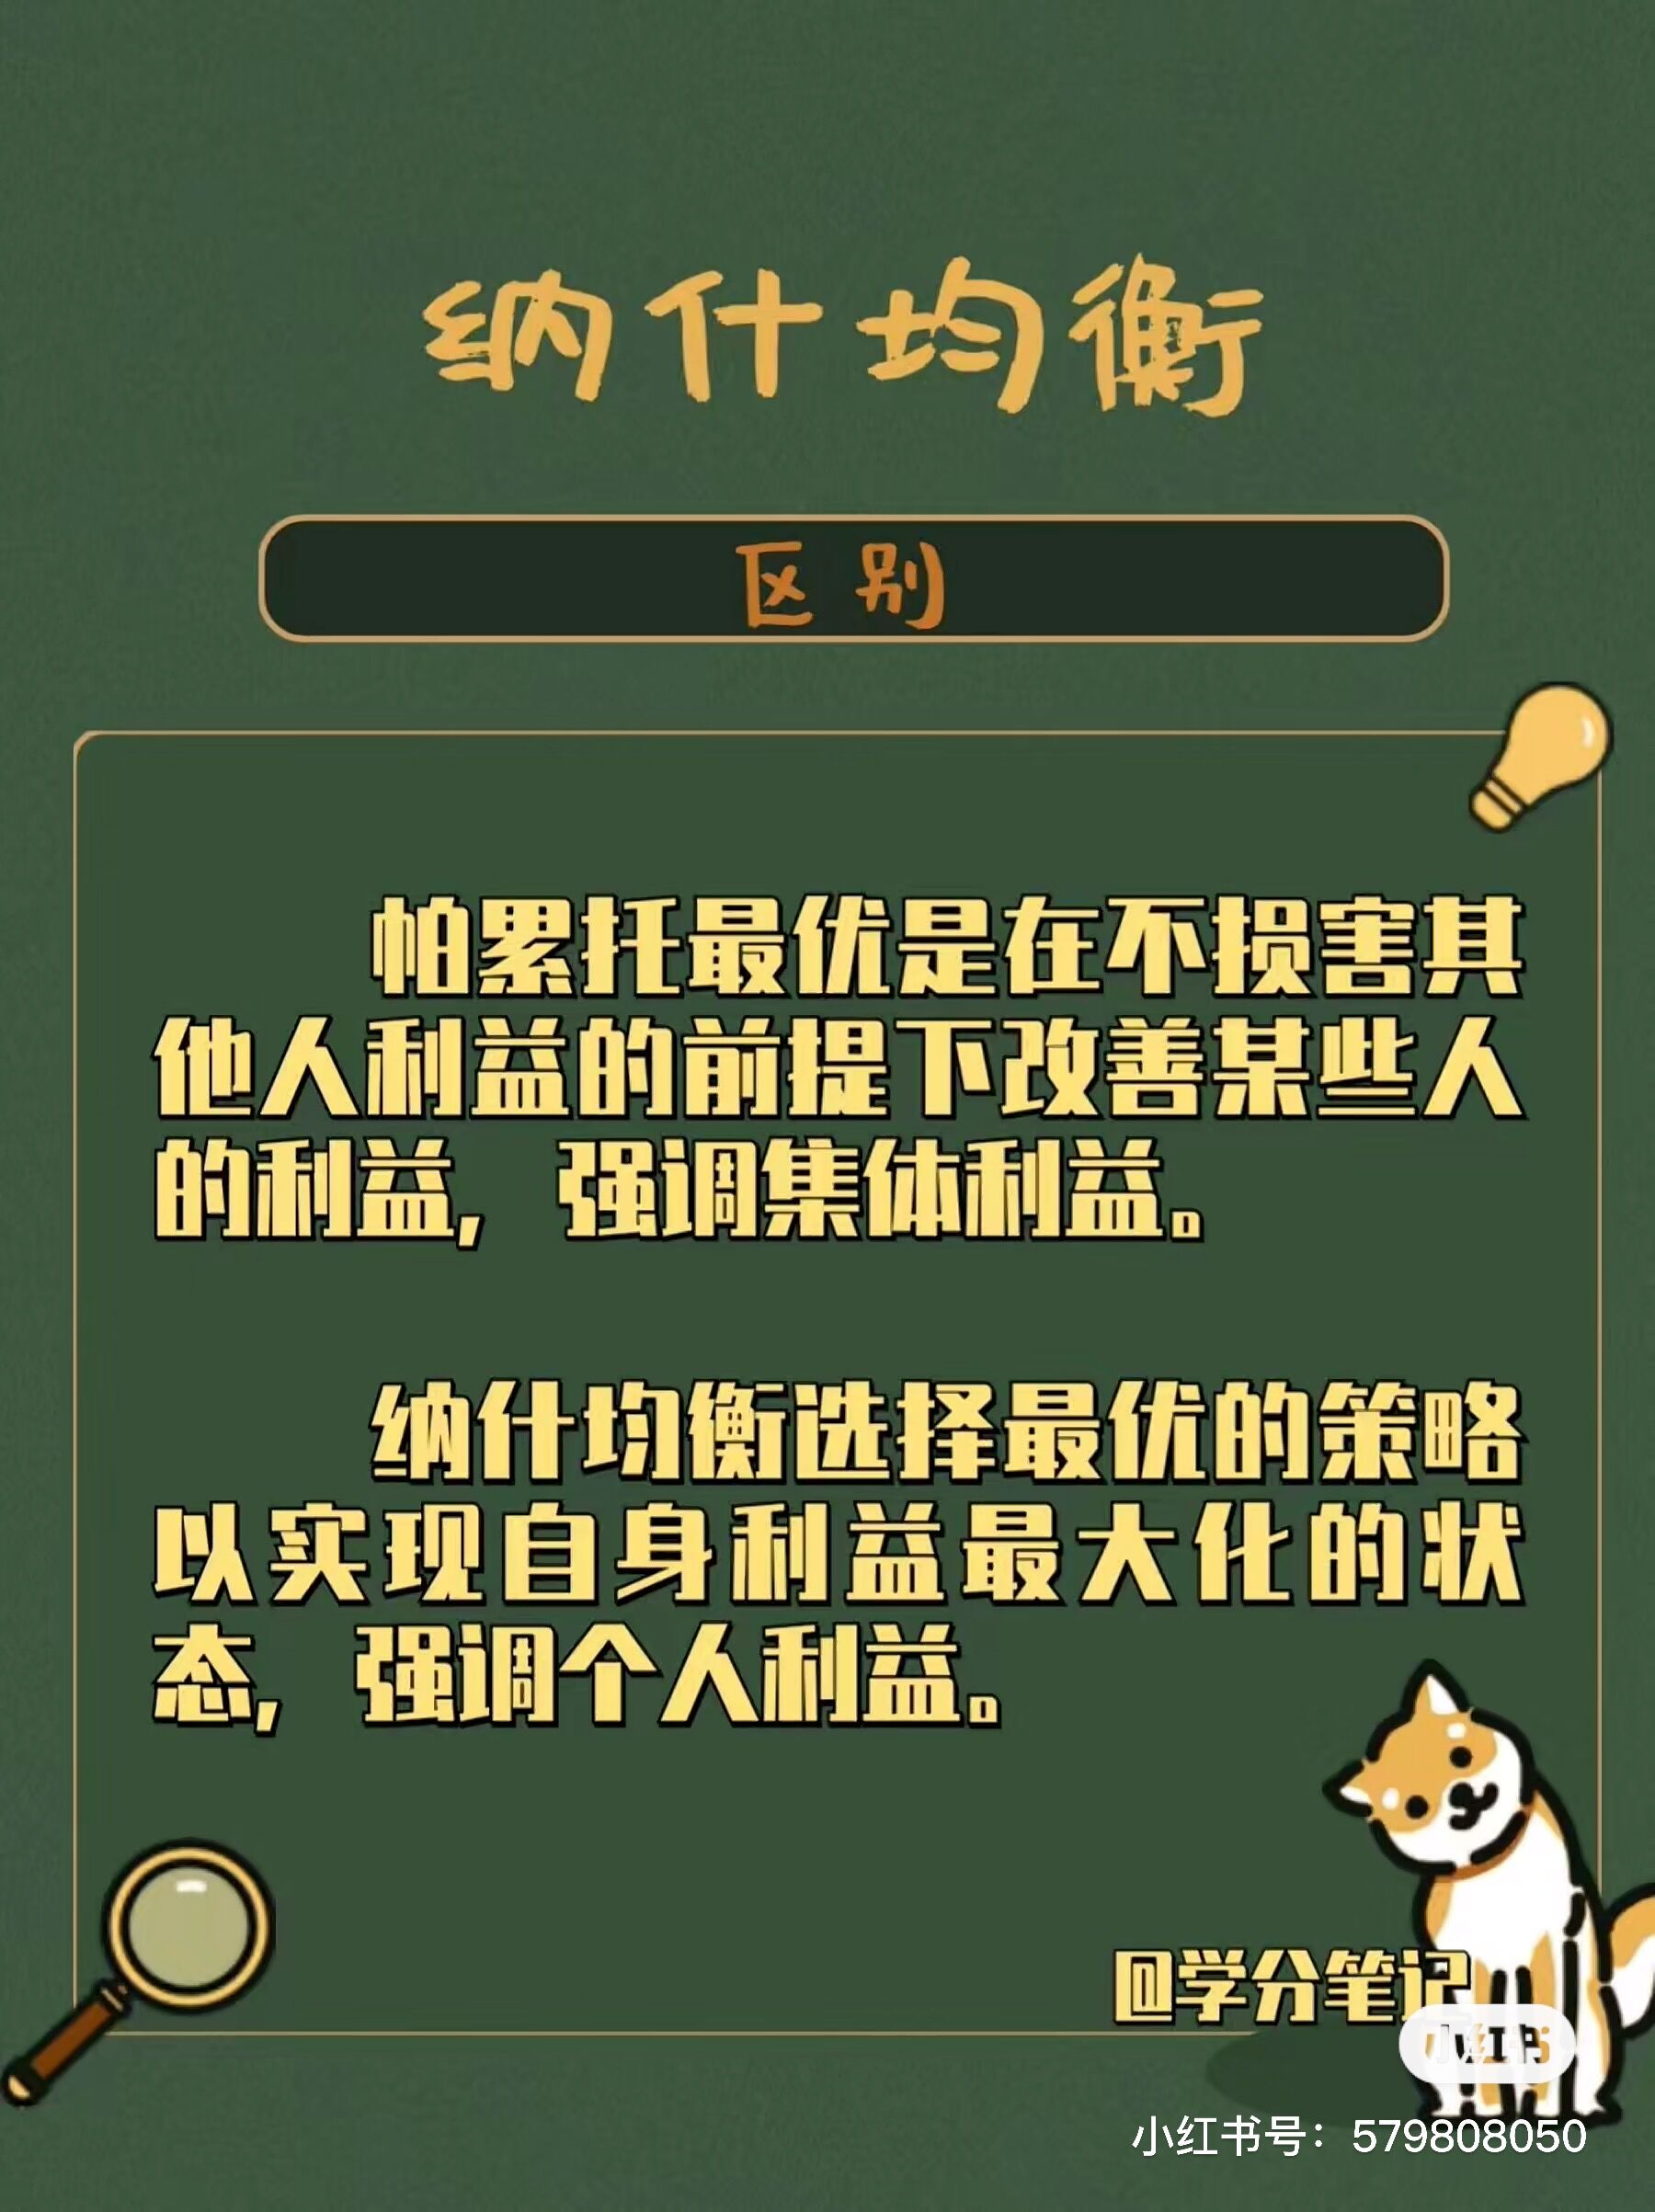 纳什均衡
区别
帕累托最优是在不损害其
他人利益的前提下改善某些人
的利益，强调集体利益。
纳什均衡选择最优的策略
以实现自身利益最大化的状
态，强调个人利益。
@学分笔记
小红书
小红书号：579808050